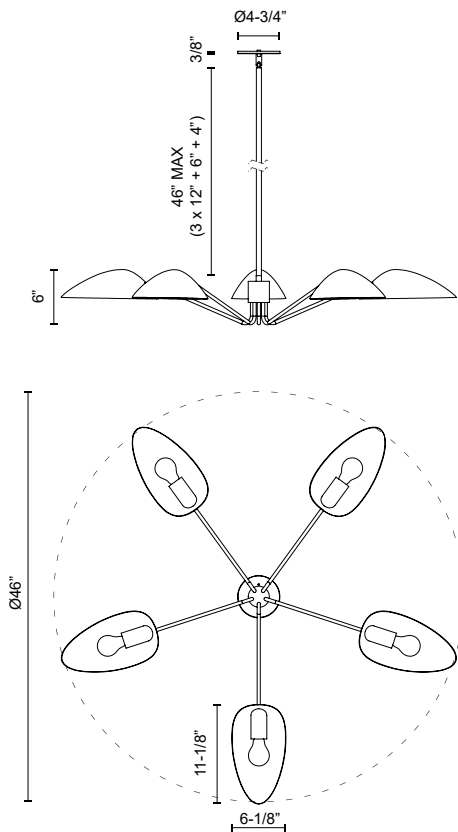 Ø4-3/4”
3/8”
46” MAX
(3 x 12” + 6” + 4”)
6”
Ø46”
11-1/8”
6-1/8”